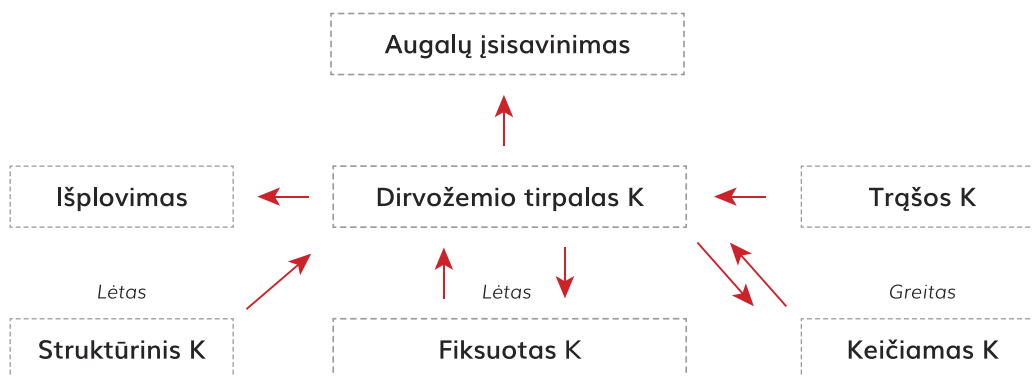 Augalų įsisavinimas
Išplovimas
Dirvožemio tirpalas K
Trąšos K
Lėtas
Lėtas
Greitas
Struktūrinis K
Fiksuotas K
Keičiamas K